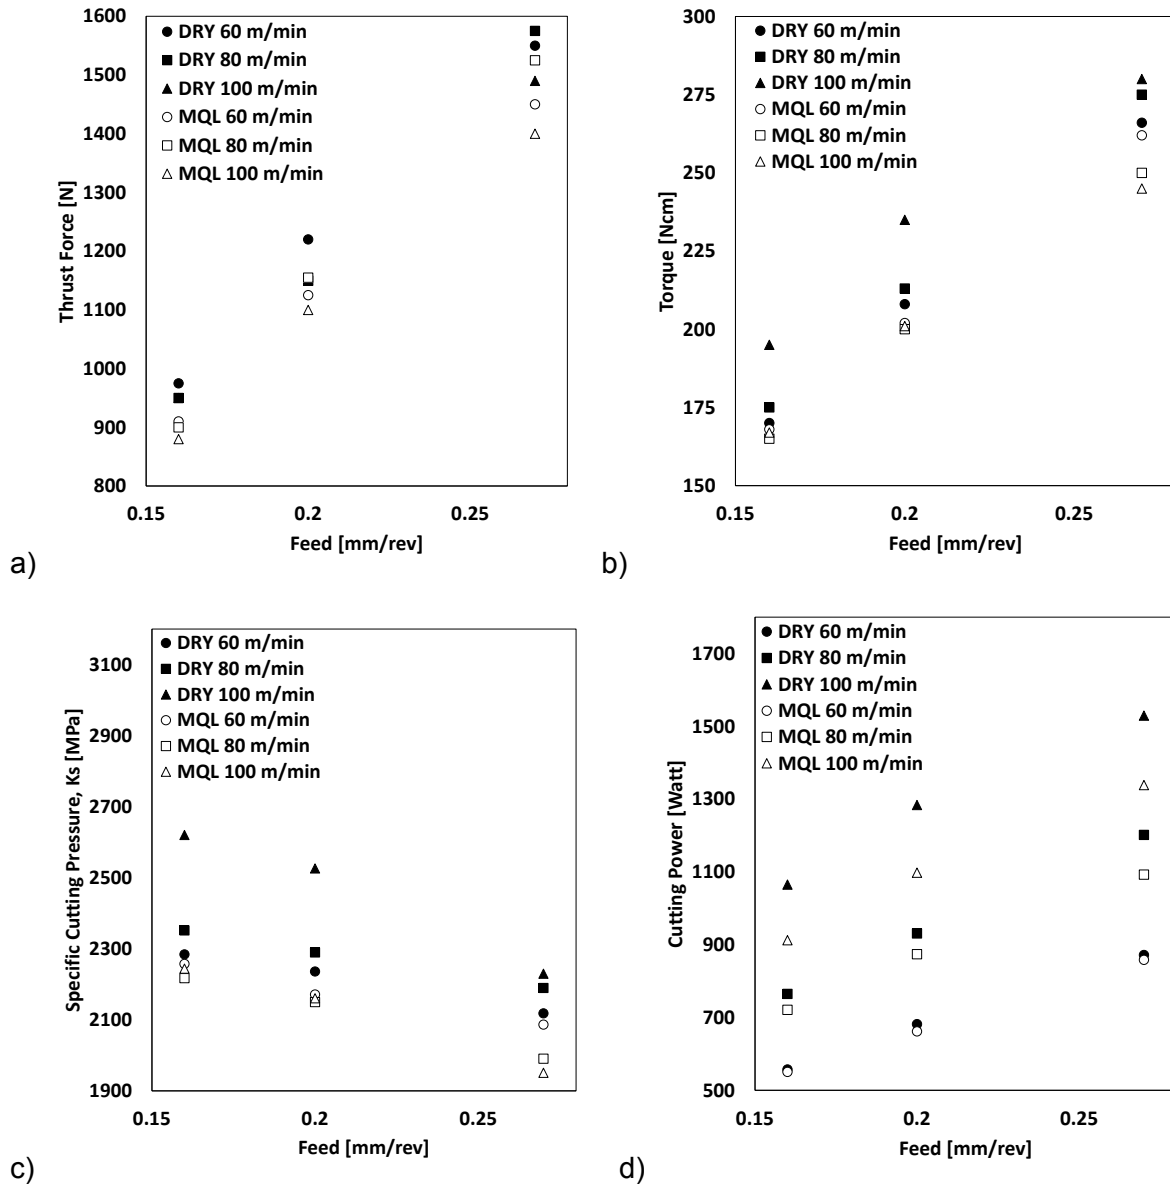 1600
1500
1400
1300
1200
1100
1000
900
800
Thrust Force [N]
DRY 60 m/min
DRY 80 m/min
DRY 100 m/min
MQL 60 m/min
MQL 80 m/min
MQL 100 m/min
0.15 0.2 0.25
Feed [mm/rev]
a)
300
275
250
225
200
175
150
Torque [Ncm]
DRY 60 m/min
DRY 80 m/min
DRY 100 m/min
MQL 60 m/min
MQL 80 m/min
MQL 100 m/min
0.15 0.2 0.25
Feed [mm/rev]
b)
3100
2900
2700
2500
2300
2100
1900
Specific Cutting Pressure, Ks [MPa]
DRY 60 m/min
DRY 80 m/min
DRY 100 m/min
MQL 60 m/min
MQL 80 m/min
MQL 100 m/min
0.15 0.2 0.25
Feed [mm/rev]
c)
1700
1500
1300
1100
900
700
500
Cutting Power [Watt]
DRY 60 m/min
DRY 80 m/min
DRY 100 m/min
MQL 60 m/min
MQL 80 m/min
MQL 100 m/min
0.15 0.2 0.25
Feed [mm/rev]
d)